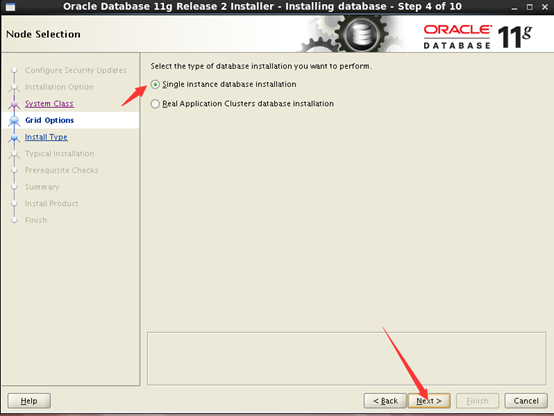 Oracle Database 11g Release 2 Installer - Installing database - Step 4 of 10
Node Selection
ORACLE
DATABASE 11g
Configure Security Updates
Installation Option
System Class
Grid Options
Install Type
Typical Installation
Prerequisite Checks
Summary
Install Product
Finish
Select the type of database installation you want to perform.
Single instance database installation
Real Application Clusters database installation
Help
< Back
Next >
Finish
Cancel